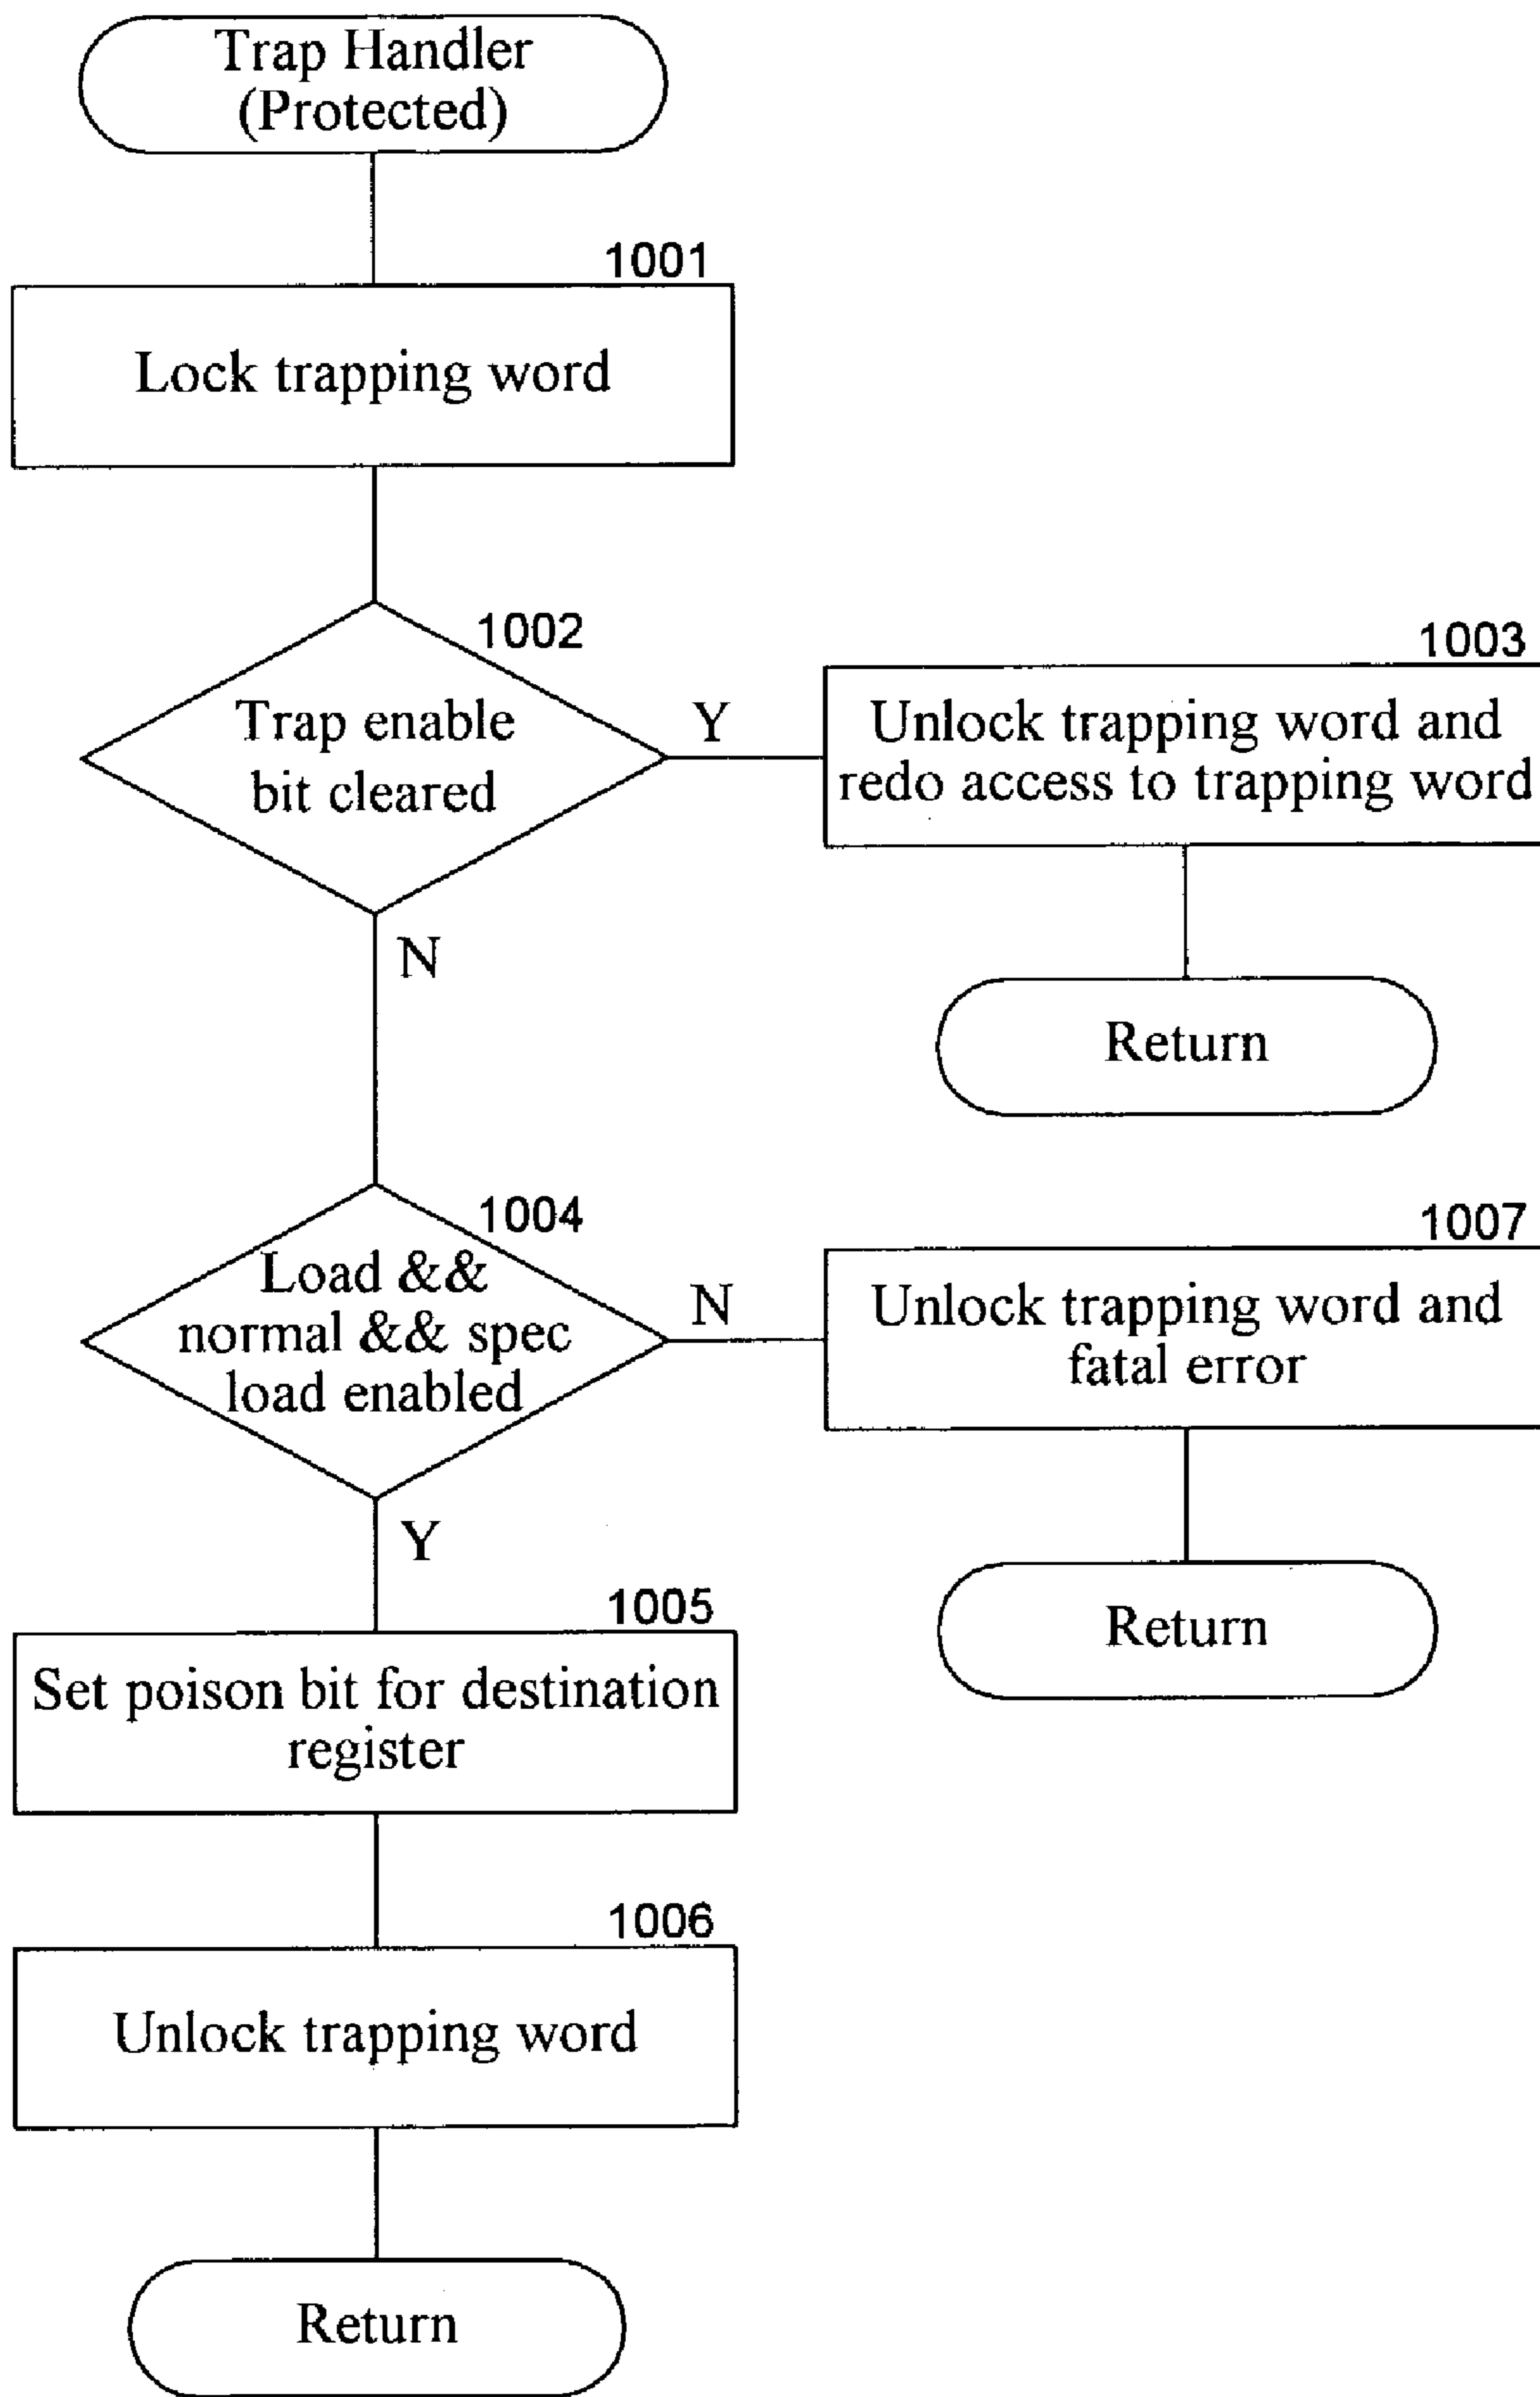 Trap Handler
(Protected)
1001
Lock trapping word
1002
Trap enable
bit cleared
Y
N
1003
Unlock trapping word and
redo access to trapping word
Return
1004
Load &&
normal && spec
load enabled
N
Y
1007
Unlock trapping word and
fatal error
Return
1005
Set poison bit for destination
register
1006
Unlock trapping word
Return